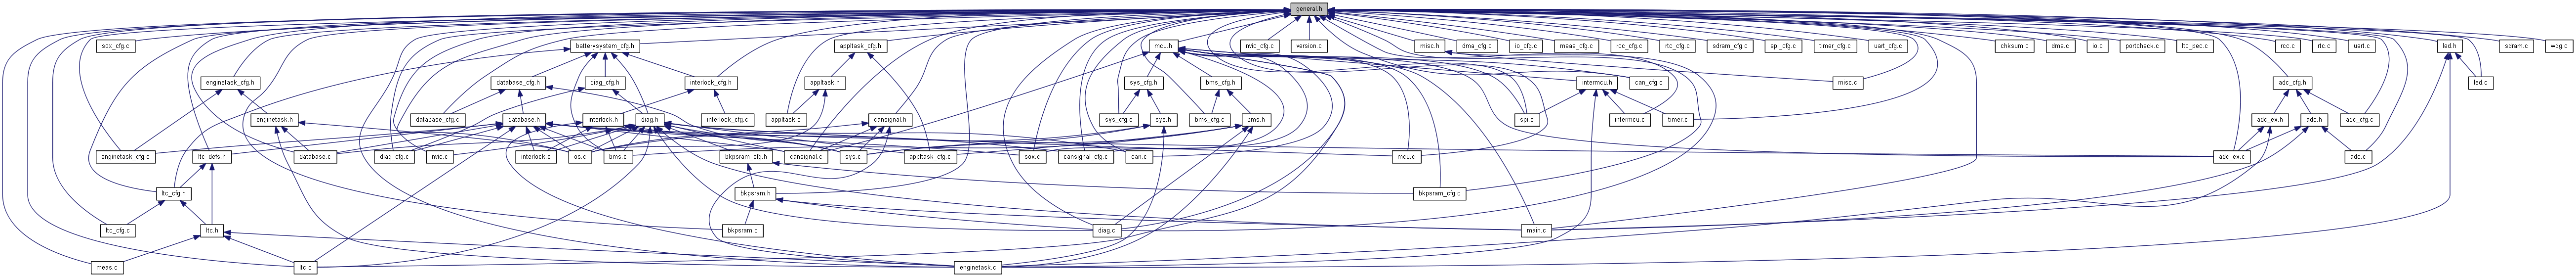 general.h
sox_cfg.c
batterysystem_cfg.h
appltask_cfg.h
mcu.h
nvic_cfg.c
version.c
misc.h
dma_cfg.c
io_cfg.c
meas_cfg.c
rcc_cfg.c
rtc_cfg.c
sdram_cfg.c
spi_cfg.c
timer_cfg.c
uart_cfg.c
chksum.c
dma.c
io.c
portcheck.c
ltc_pec.c
rcc.c
rtc.c
uart.c
led.h
sdram.c
wdg.c
enginetask_cfg.h
database_cfg.h
diag_cfg.h
interlock_cfg.h
appltask.h
sys_cfg.h
bms_cfg.h
intermcu.h
can_cfg.c
misc.c
adc_cfg.h
led.c
enginetask.h
database_cfg.c
database.h
interlock.h
diag.h
interlock_cfg.c
appltask.c
cansignal.h
sys_cfg.c
sys.h
bms_cfg.c
bms.h
spi.c
intermcu.c
timer.c
adc_ex.h
adc.h
adc_cfg.c
enginetask_cfg.c
ltc_defs.h
database.c
diag_cfg.c
nvic.c
interlock.c
os.c
bms.c
bkpsram_cfg.h
cansignal.c
sys.c
appltask_cfg.c
sox.c
cansignal_cfg.c
can.c
mcu.c
adc_ex.c
adc.c
ltc_cfg.h
bkpsram.h
bkpsram_cfg.c
ltc_cfg.c
ltc.h
bkpsram.c
diag.c
main.c
meas.c
ltc.c
enginetask.c